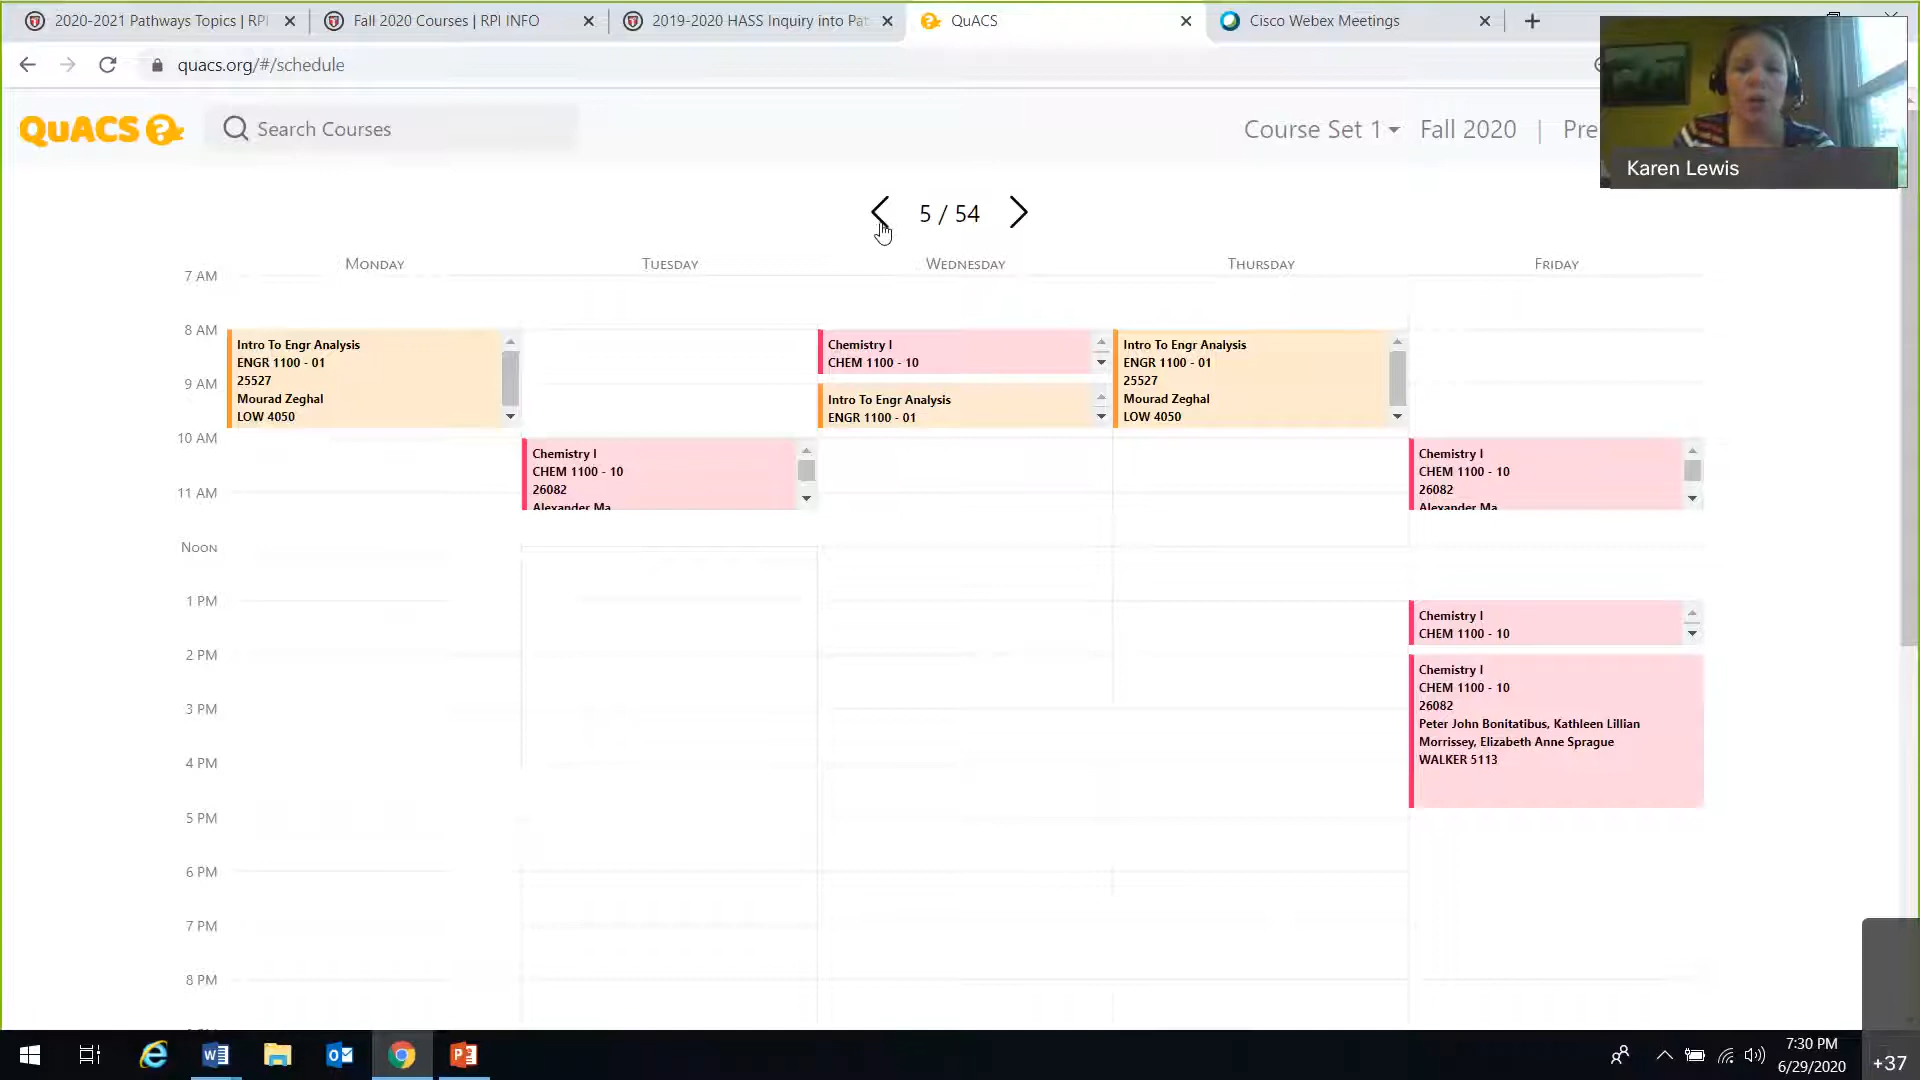 2020-2021 Pathways Topics | RPI
Fall 2020 Courses | RPI INFO
2019-2020 HASS Inquiry into Pat
QuACS
Cisco Webex Meetings
quacs.org/#/schedule
QuACS
Search Courses
Course Set 1
Fall 2020
|
Pre
Karen Lewis
5 / 54
Monday
Tuesday
Wednesday
Thursday
Friday
7 AM
8 AM
9 AM
10 AM
11 AM
Noon
1 PM
2 PM
3 PM
4 PM
5 PM
6 PM
7 PM
8 PM
Intro To Engr Analysis
ENGR 1100 - 01
25527
Mourad Zeghal
LOW 4050
Chemistry I
CHEM 1100 - 10
26082
Alexander Ma
Chemistry I
CHEM 1100 - 10
Intro To Engr Analysis
ENGR 1100 - 01
Intro To Engr Analysis
ENGR 1100 - 01
25527
Mourad Zeghal
LOW 4050
Chemistry I
CHEM 1100 - 10
26082
Alexander Ma
Chemistry I
CHEM 1100 - 10
Chemistry I
CHEM 1100 - 10
26082
Peter John Bonitatibus, Kathleen Lillian
Morrissey, Elizabeth Anne Sprague
WALKER 5113
7:30 PM
6/29/2020
+37